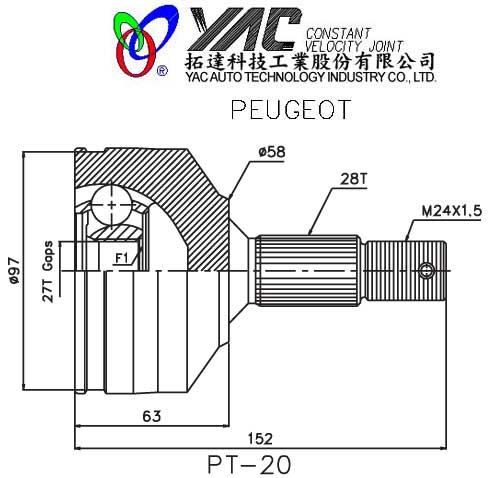 YAC CONSTANT
VELOCITY JOINT
®
拓達科技工業股份有限公司
YAC AUTO TECHNOLOGY INDUSTRY CO., LTD.
PEUGEOT
ø58
28T
M24X1.5
F1
27T Gaps
ø97
63
152
PT-20